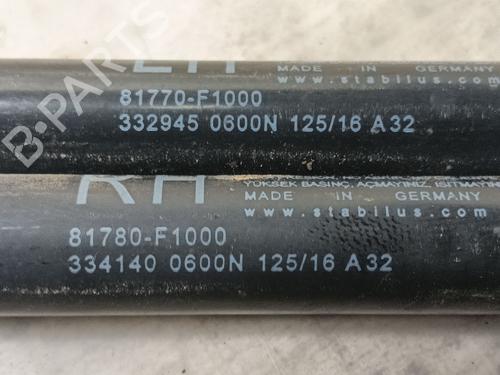 LH
MADE IN GERMANY
www.stabilus.com
81770-F1000
332945 0600N 125/16 A32
B-PARTS
RH
YÜKSEK BASINÇ, AÇMAYINIZ, ISITMAYIN
MADE IN GERMANY
www.stabilus.com
81780-F1000
334140 0600N 125/16 A32